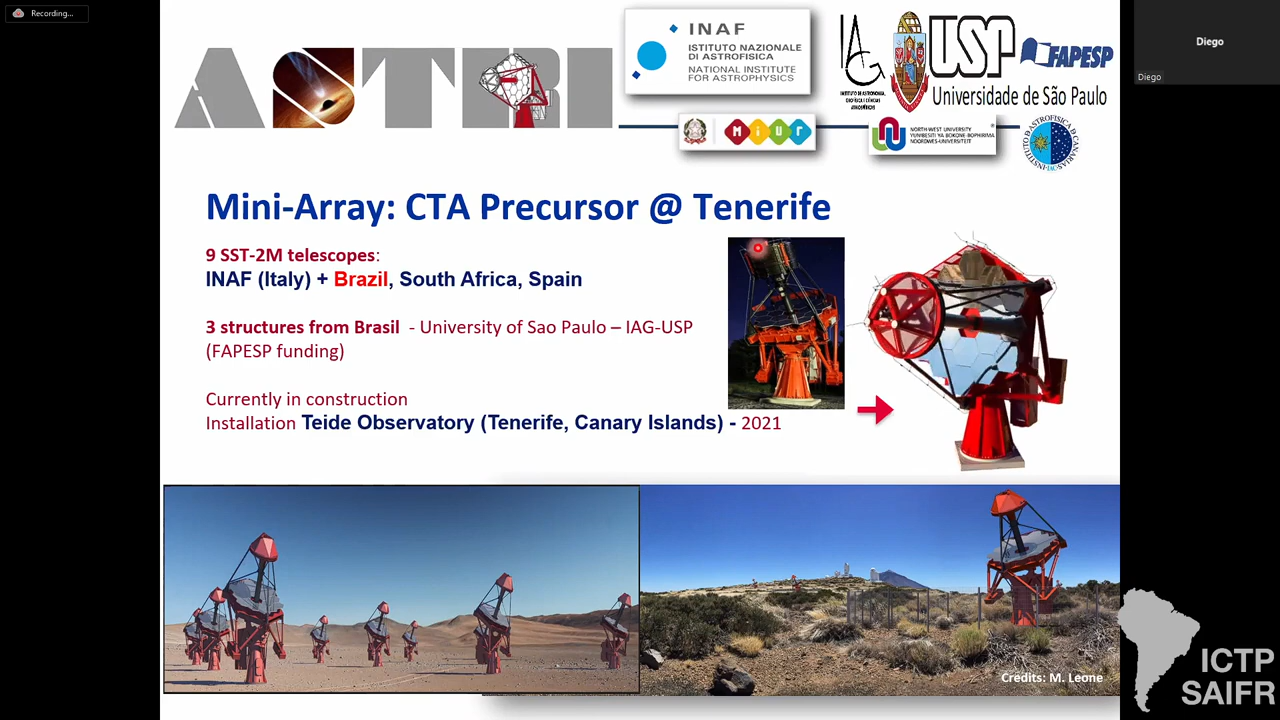 Recording...
ASTRI
INAF
ISTITUTO NAZIONALE
DI ASTROFISICA
NATIONAL INSTITUTE
FOR ASTROPHYSICS
IAG
USP
FAPESP
Universidade de São Paulo
MIUR
NORTH-WEST UNIVERSITY
YUNIBESITI YA BOKONE-BOPHIRIMA
NOORDWES-UNIVERSITEIT
Diego
Diego
Mini-Array: CTA Precursor @ Tenerife
9 SST-2M telescopes:
INAF (Italy) + Brazil, South Africa, Spain
3 structures from Brasil - University of Sao Paulo – IAG-USP
(FAPESP funding)
Currently in construction
Installation Teide Observatory (Tenerife, Canary Islands) - 2021
Credits: M. Leone
ICTP
SAIFR